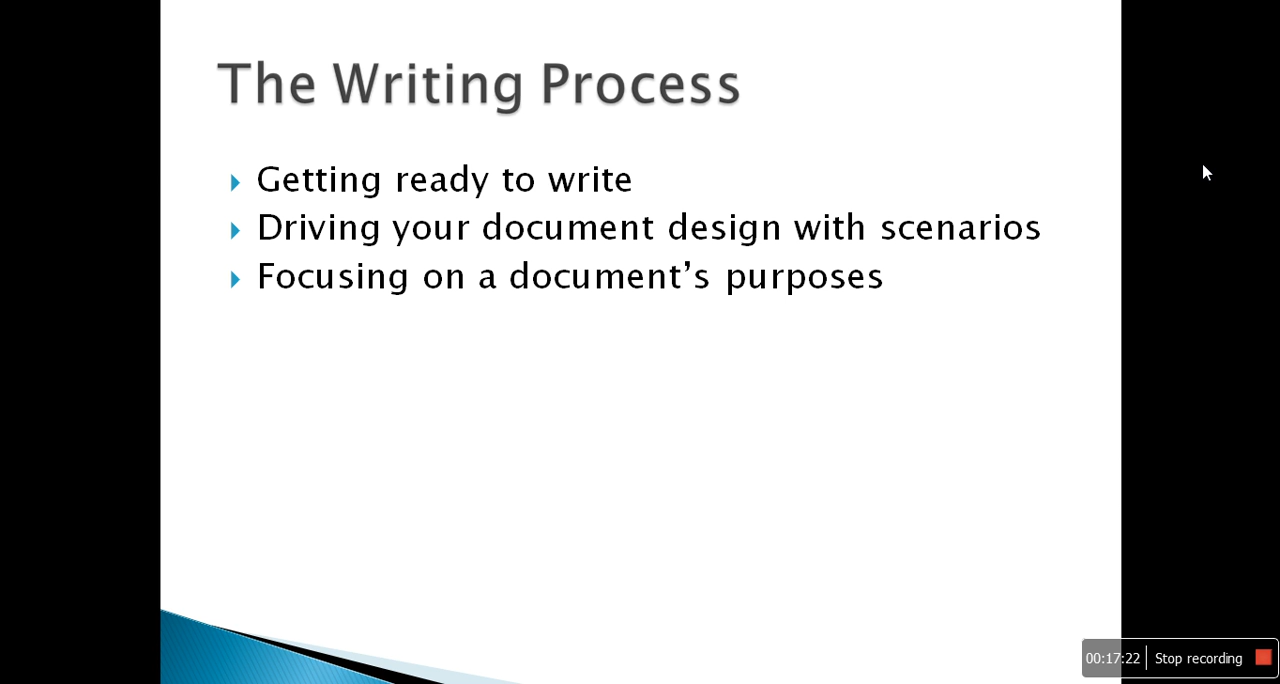 The Writing Process
Getting ready to write
Driving your document design with scenarios
Focusing on a document’s purposes
00:17:22 Stop recording